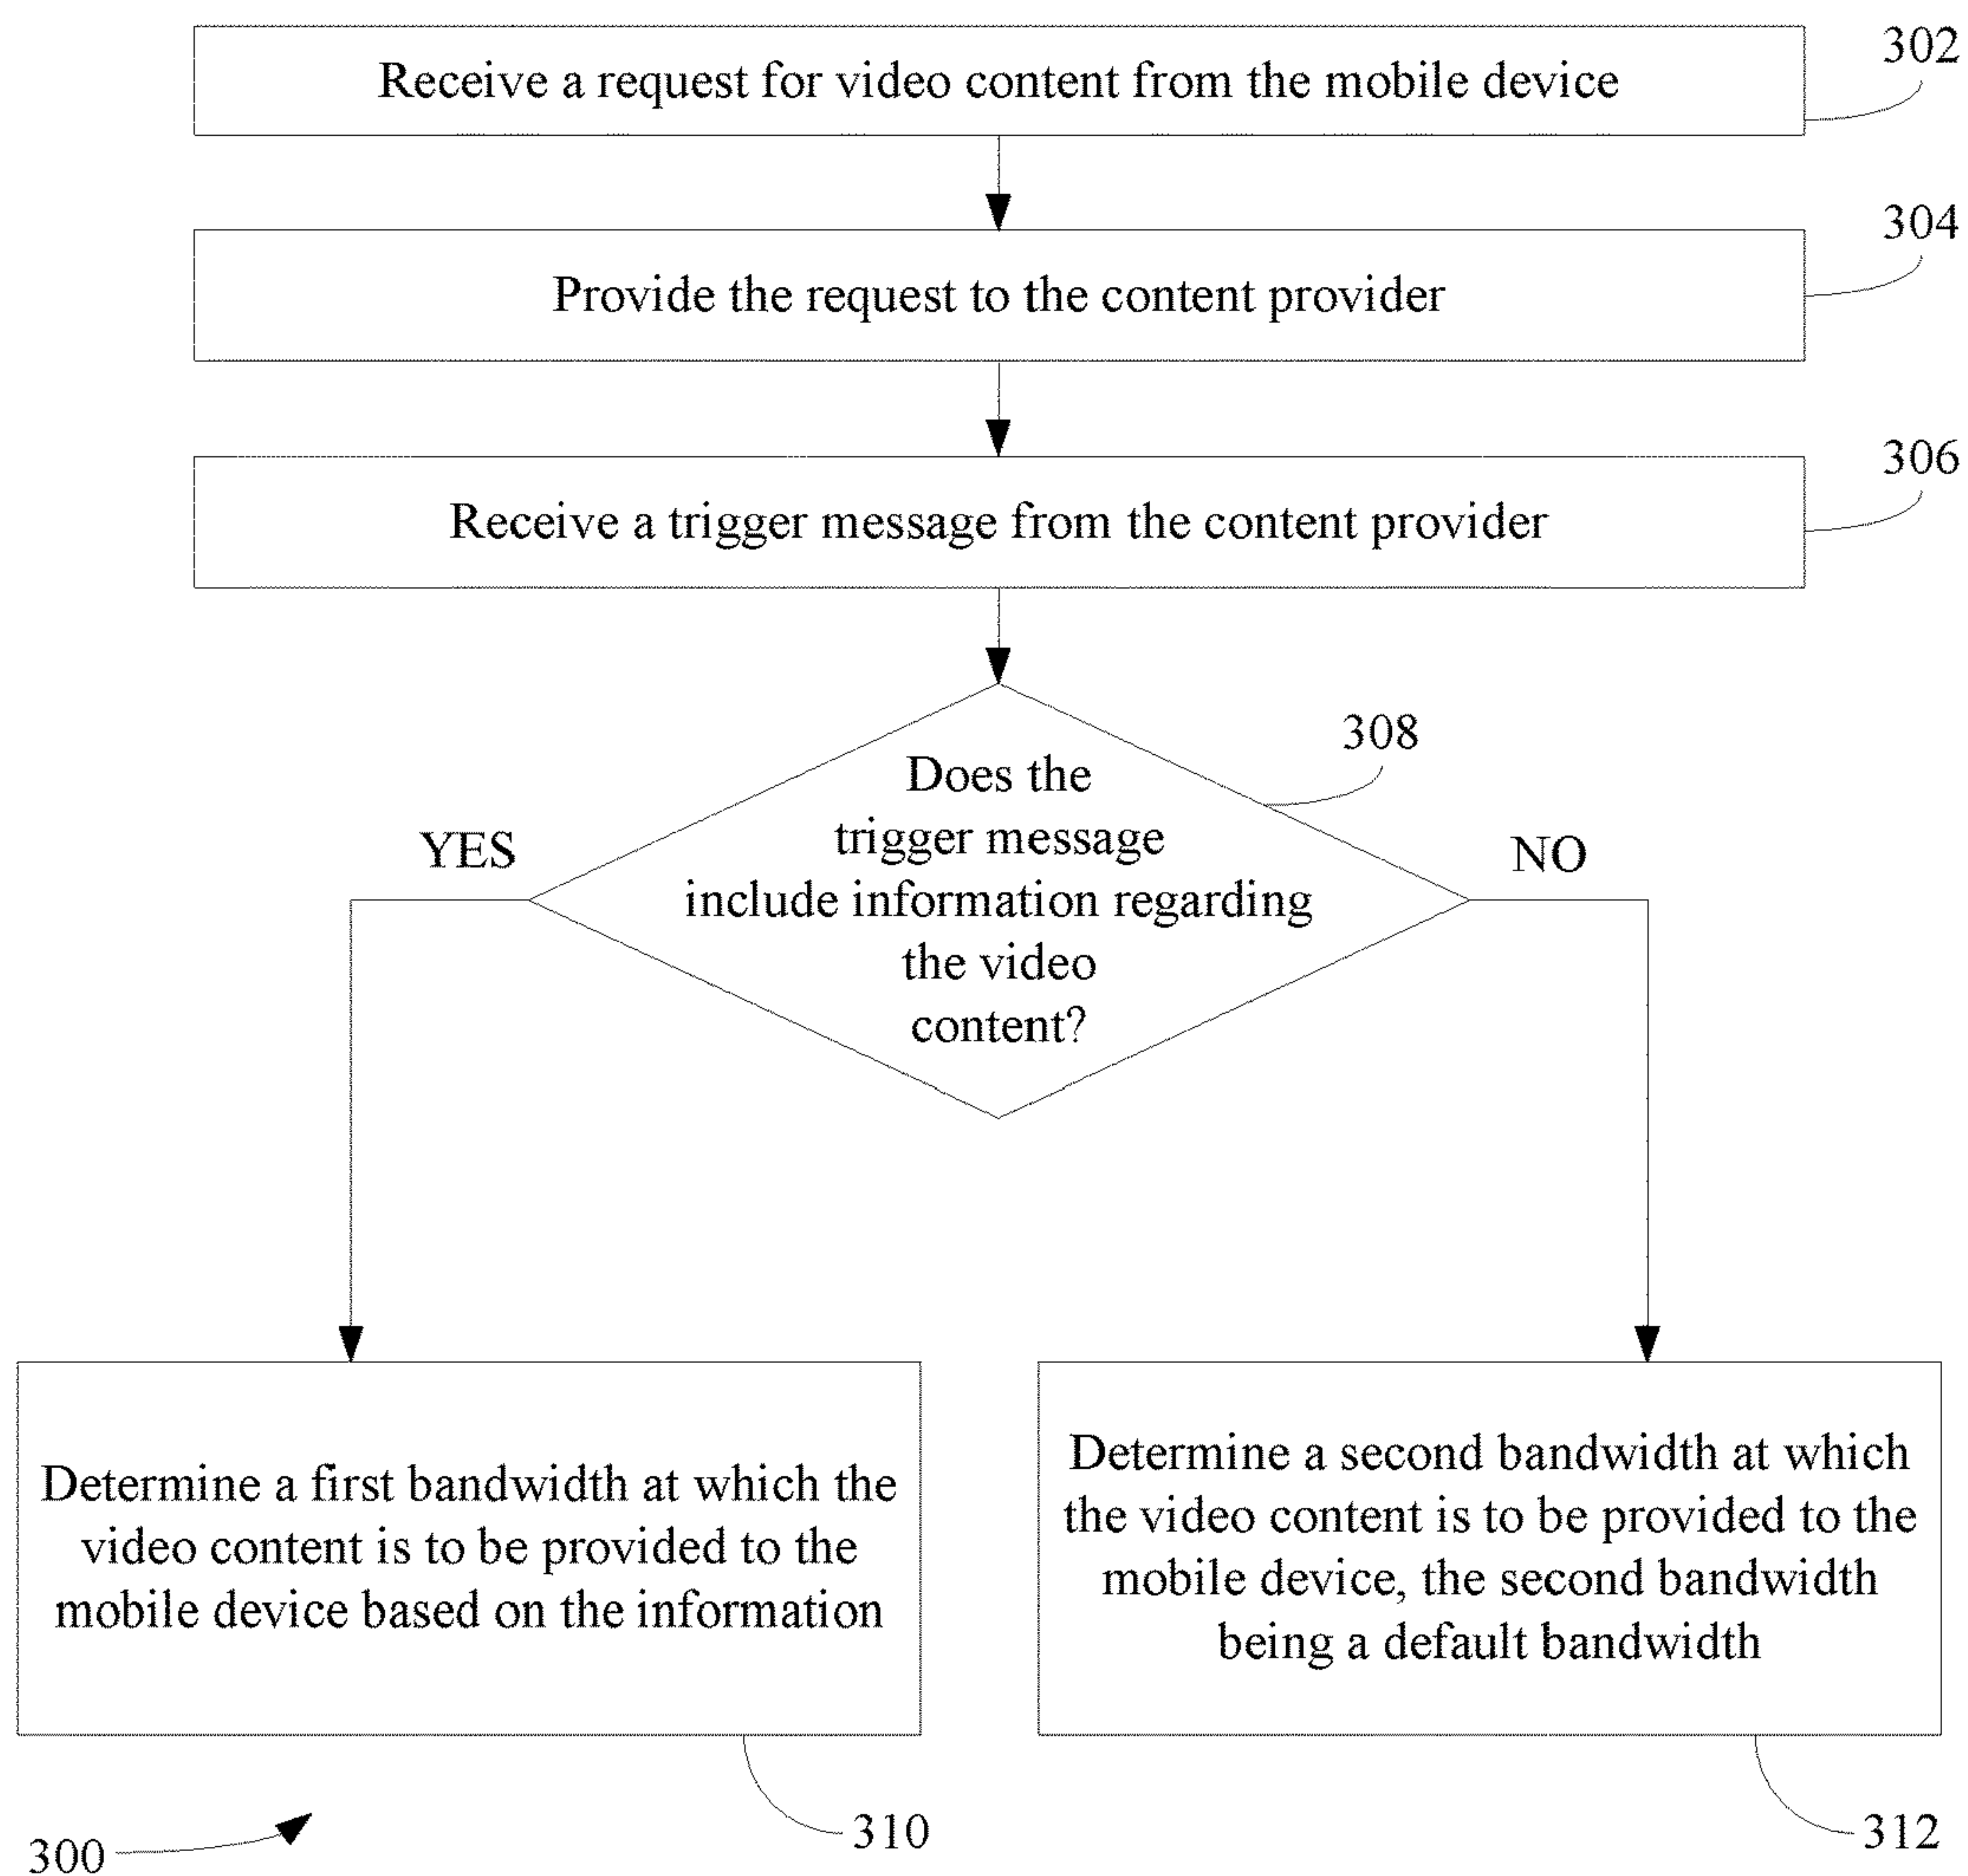 302
Receive a request for video content from the mobile device
304
Provide the request to the content provider
306
Receive a trigger message from the content provider
308
Does the
trigger message
include information regarding
the video
content?
YES
NO
Determine a first bandwidth at which the
video content is to be provided to the
mobile device based on the information
Determine a second bandwidth at which
the video content is to be provided to the
mobile device, the second bandwidth
being a default bandwidth
310
312
300